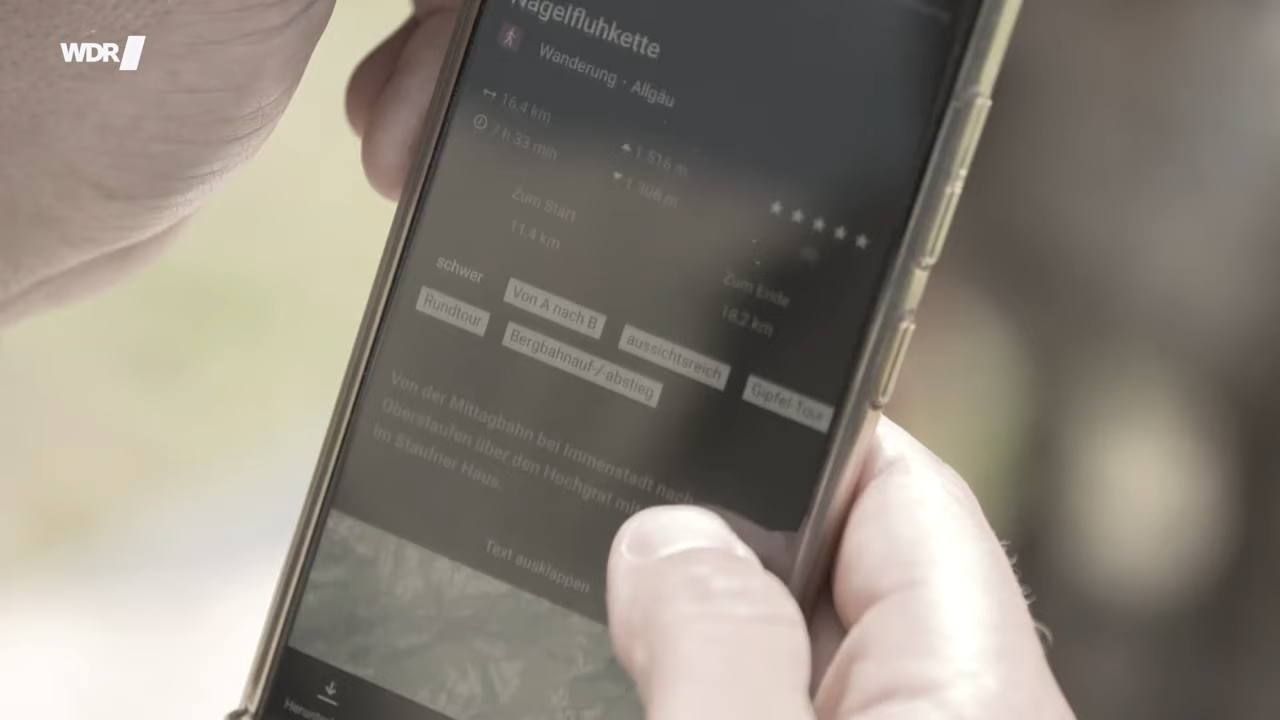 WDR
Nagelfluhkette
Wanderung · Allgäu
16.4 km
7 h 33 min
1 516 m
1 306 m
Zum Start
11.4 km
Zum Ende
18.2 km
schwer
Von A nach B
aussichtsreich
Gipfel-Tour
Rundtour
Bergbahnauf-/-abstieg
Von der Mittagbahn bei Immenstadt nach
Oberstaufen über den Hochgrat mit
im Staufner Haus.
Text ausklappen